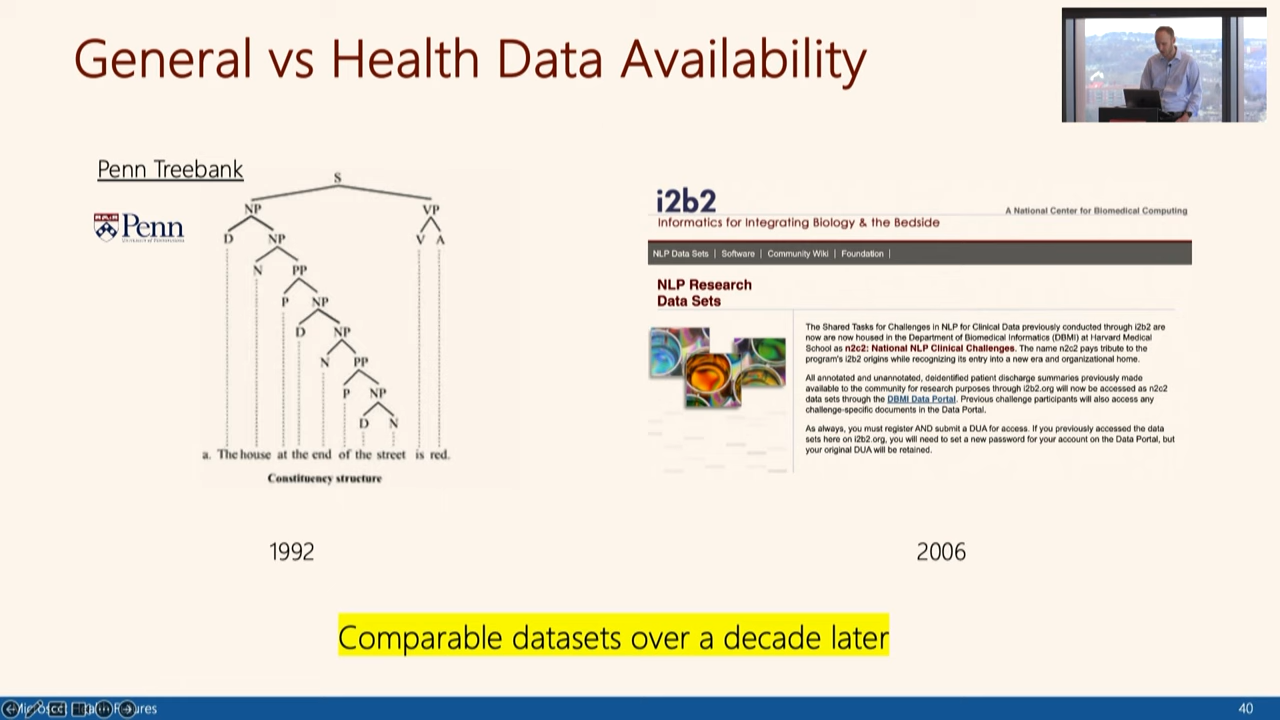 General vs Health Data Availability
Penn Treebank
Penn
S
NP
VP
D
NP
V
A
N
PP
P
NP
D
NP
N
PP
P
NP
D
N
a. The house at the end of the street is red.
Constituency structure
1992
i2b2
Informatics for Integrating Biology & the Bedside
A National Center for Biomedical Computing
NLP Data Sets | Software | Community Wiki | Foundation |
NLP Research
Data Sets
The Shared Tasks for Challenges in NLP for Clinical Data previously conducted through i2b2 are
now are now housed in the Department of Biomedical Informatics (DBMI) at Harvard Medical
School as n2c2: National NLP Clinical Challenges. The name n2c2 pays tribute to the
program's i2b2 origins while recognizing its entry into a new era and organizational home.
All annotated and unannotated, deidentified patient discharge summaries previously made
available to the community for research purposes through i2b2.org will now be accessed as n2c2
data sets through the DBMI Data Portal. Previous challenge participants will also access any
challenge-specific documents in the Data Portal.
As always, you must register AND submit a DUA for access. If you previously accessed the data
sets here on i2b2.org, you will need to set a new password for your account on the Data Portal, but
your original DUA will be retained.
2006
Comparable datasets over a decade later
40